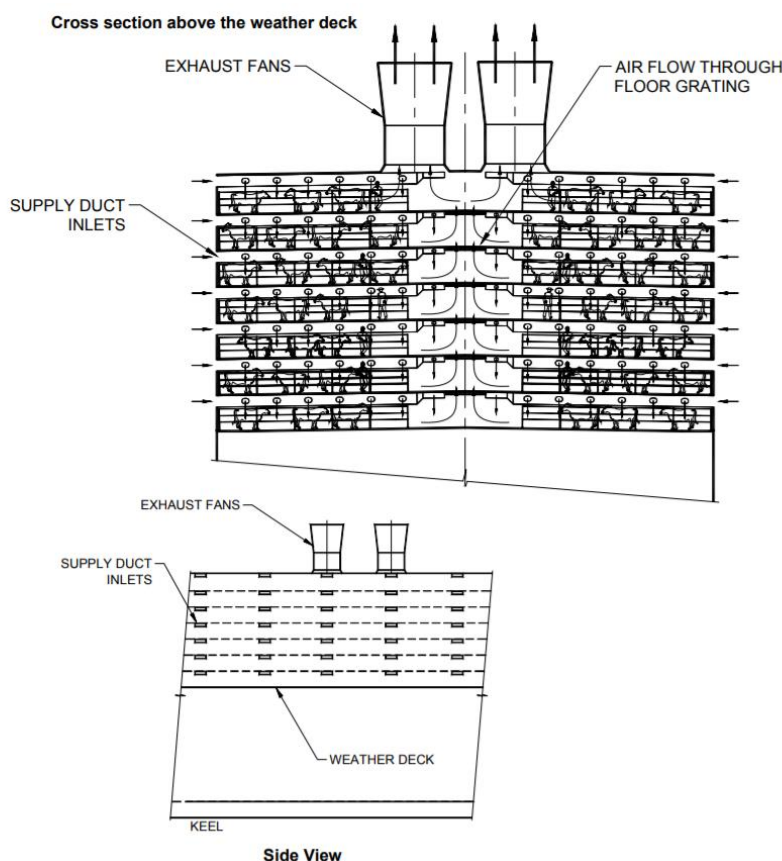 Cross section above the weather deck
EXHAUST FANS
AIR FLOW THROUGH
FLOOR GRATING
SUPPLY DUCT
INLETS
EXHAUST FANS
SUPPLY DUCT
INLETS
WEATHER DECK
KEEL
Side View